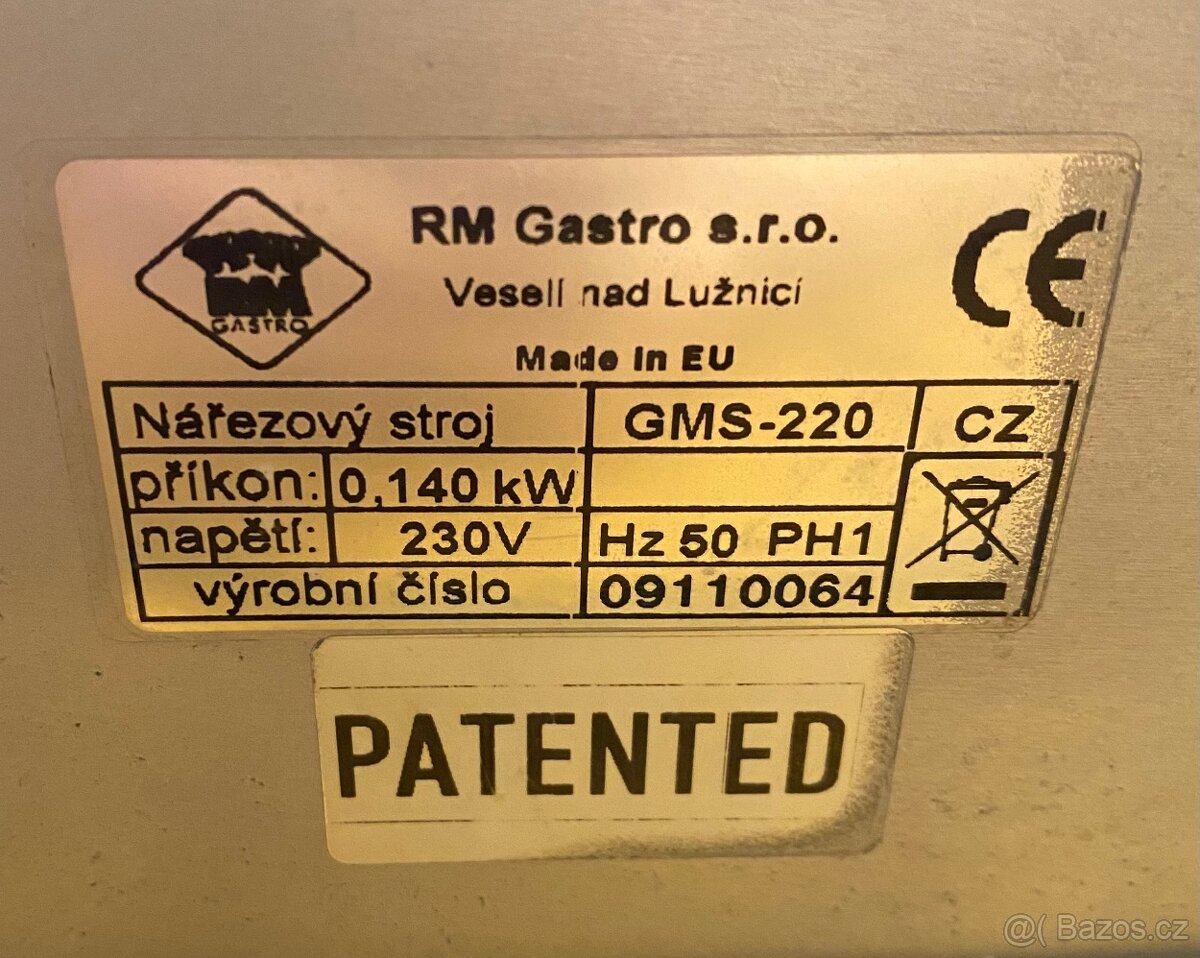 RM Gastro s.r.o.
Veselí nad Lužnicí
Made in EU
GASTRO
CE
Nářezový stroj GMS-220 CZ
příkon: 0,140 kW
napětí: 230V Hz 50 PH1
výrobní číslo 09110064
PATENTED
@( Bazos.cz